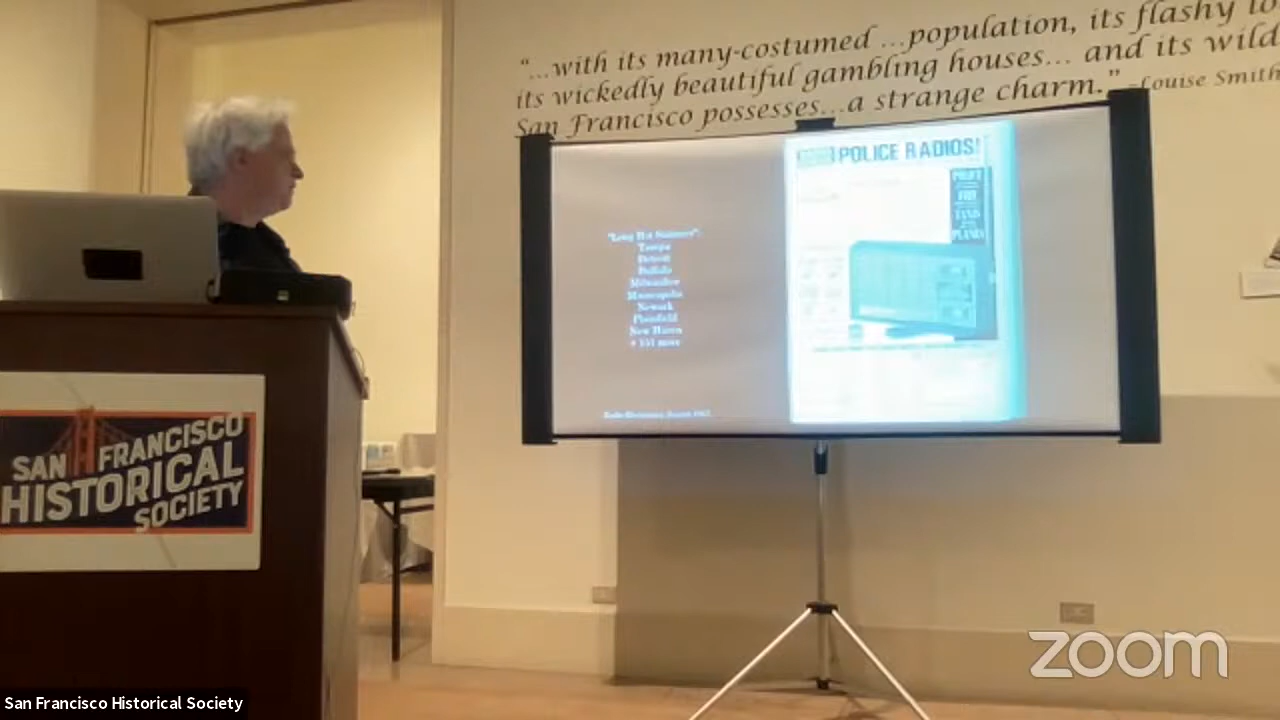 “...with its many-costumed ...population, its flashy
its wickedly beautiful gambling houses... and its wild
San Francisco possesses...a strange charm.” -Louise Smith
POLICE RADIOS!
"Long Hot Summer":
Tampa
Detroit
Buffalo
Milwaukee
Minneapolis
Newark
Plainfield
New Haven
SAN FRANCISCO
HISTORICAL
SOCIETY
zoom
San Francisco Historical Society